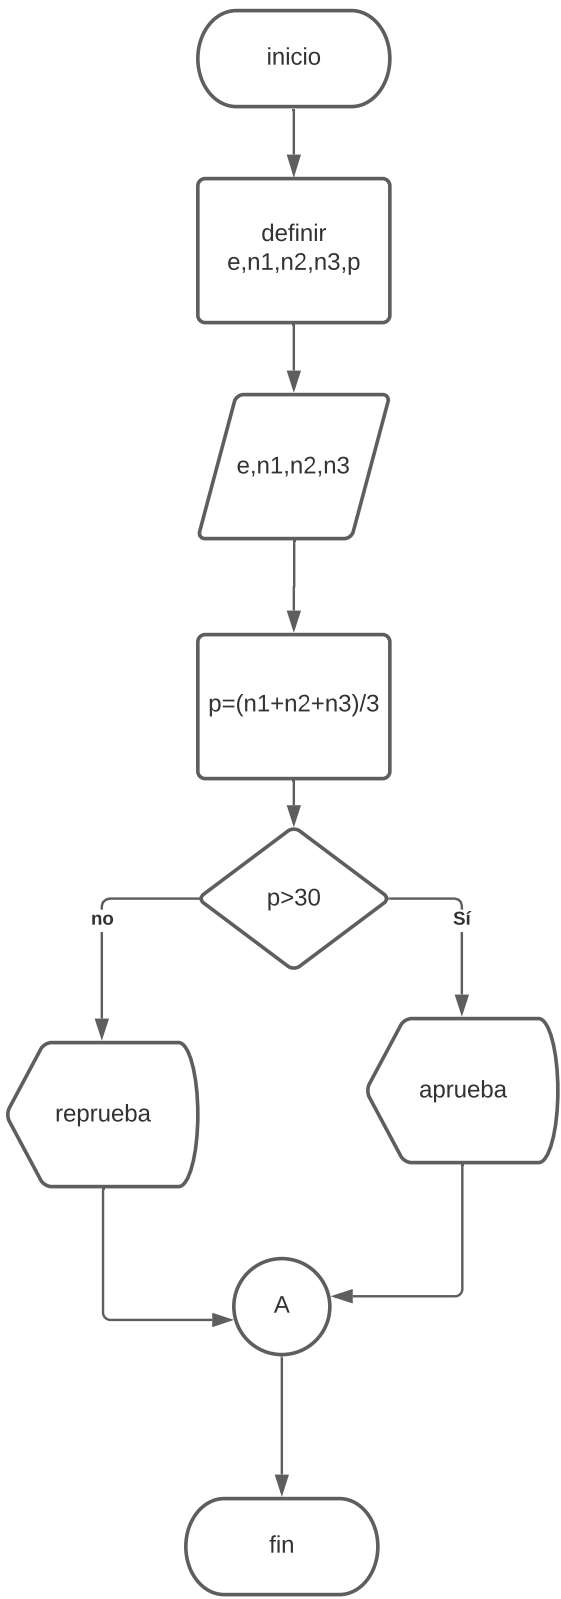 inicio
definir
e,n1,n2,n3,p
e,n1,n2,n3
p=(n1+n2+n3)/3
p>30
no
Sí
reprueba
aprueba
A
fin